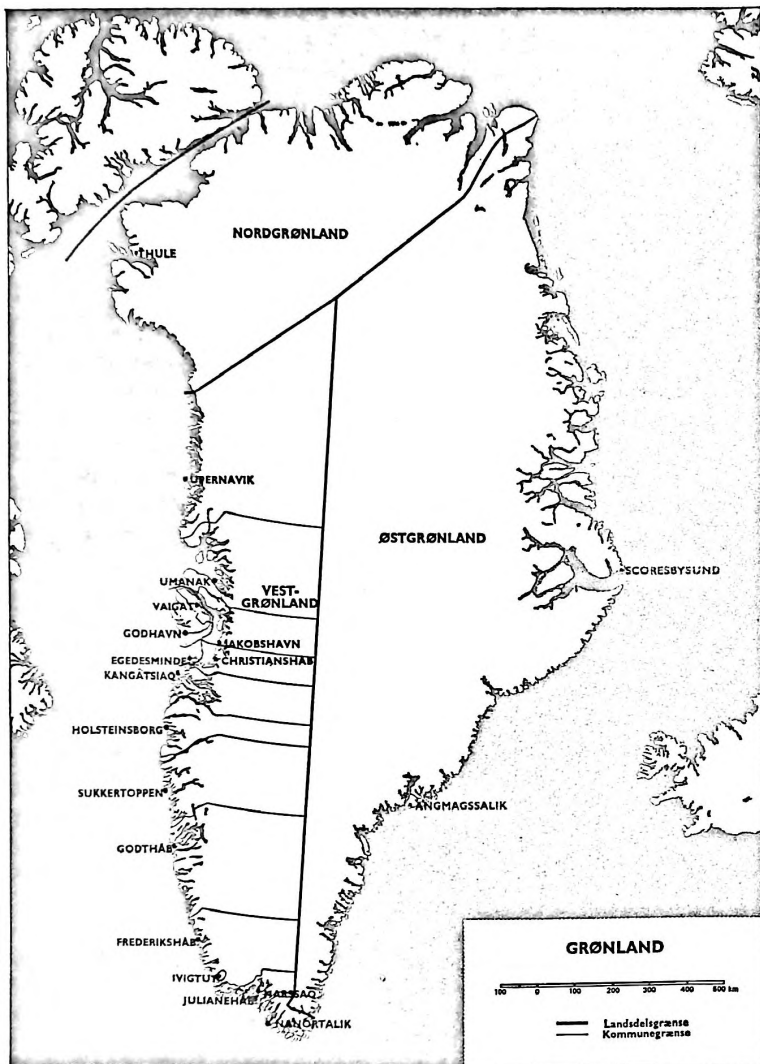 NORDGRØNLAND
THULE
UPERNAVIK
ØSTGRØNLAND
SCORESBYSUND
UMANAK
VEST-
GRØNLAND
VAIGAT
GODHAVN
JAKOBSHAVN
EGEDESMINDE
CHRISTIANSHÅB
KANGÂTSIAQ
HOLSTEINSBORG
SUKKERTOPPEN
ANGMAGSSALIK
GODTHÅB
FREDERIKSHÅB
IVIGTUT
NARSSAQ
JULIANEHÅB
NANORTALIK
GRØNLAND
100 0 100 200 300 400 500 km
Landsdelsgrænse
Kommunegrænse